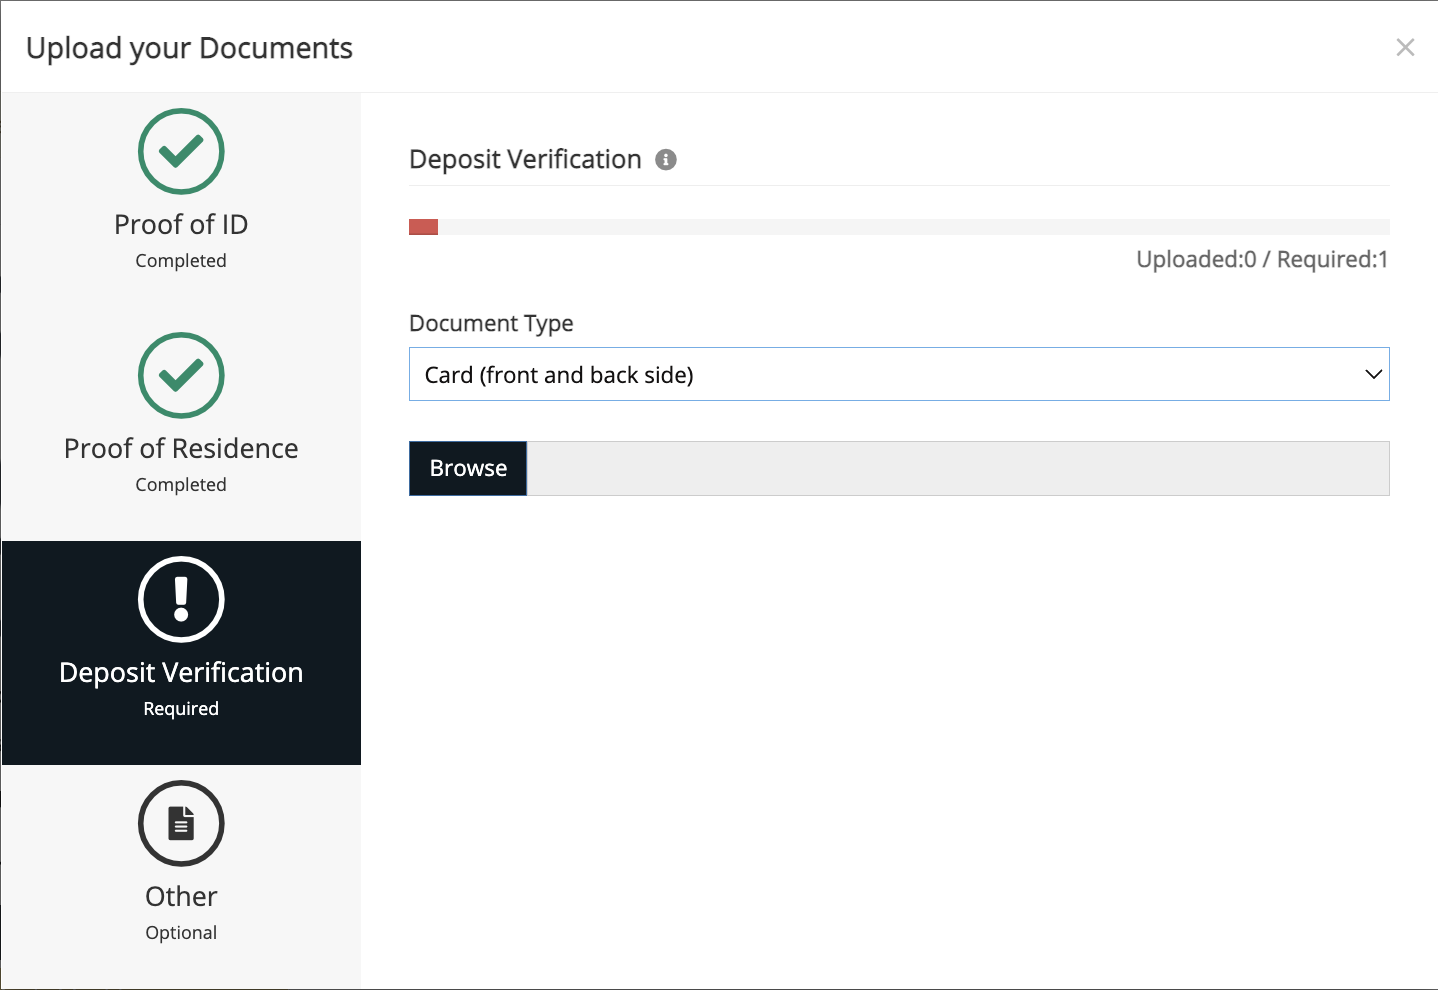 Upload your Documents
Proof of ID
Completed
Proof of Residence
Completed
Deposit Verification
Required
Other
Optional
Deposit Verification
Uploaded:0 / Required:1
Document Type
Card (front and back side)
Browse